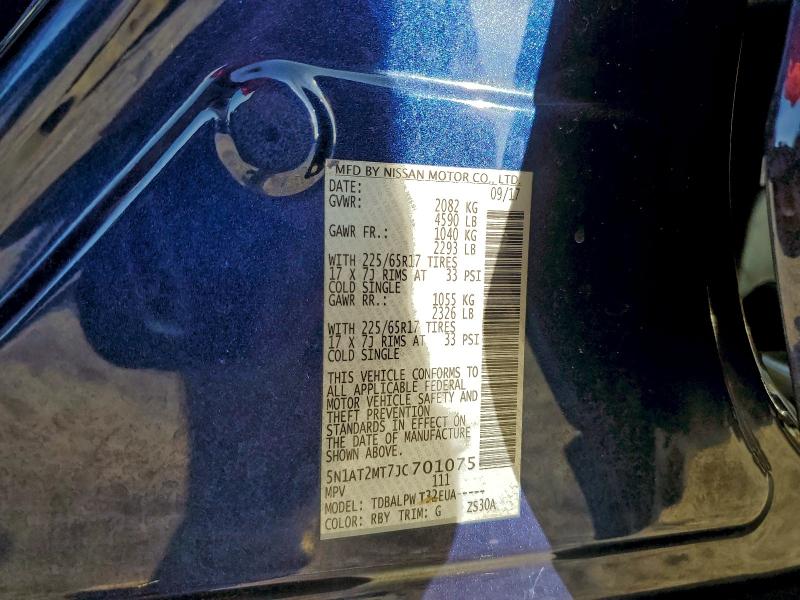 MFD BY NISSAN MOTOR CO., LTD.
DATE: 09/17
GVWR: 2082 KG
4590 LB
GAWR FR.: 1040 KG
2293 LB
WITH 225/65R17 TIRES
17 X 7J RIMS AT 33 PSI
COLD SINGLE
GAWR RR.: 1055 KG
2326 LB
WITH 225/65R17 TIRES
17 X 7J RIMS AT 33 PSI
COLD SINGLE
THIS VEHICLE CONFORMS TO
ALL APPLICABLE FEDERAL
MOTOR VEHICLE SAFETY AND
THEFT PREVENTION
STANDARDS IN EFFECT ON
THE DATE OF MANUFACTURE
SHOWN ABOVE.
5N1AT2MT7JC701075
MPV 111
MODEL: TDBALPW T32EUA-----
COLOR: RBY TRIM: G ZS30A